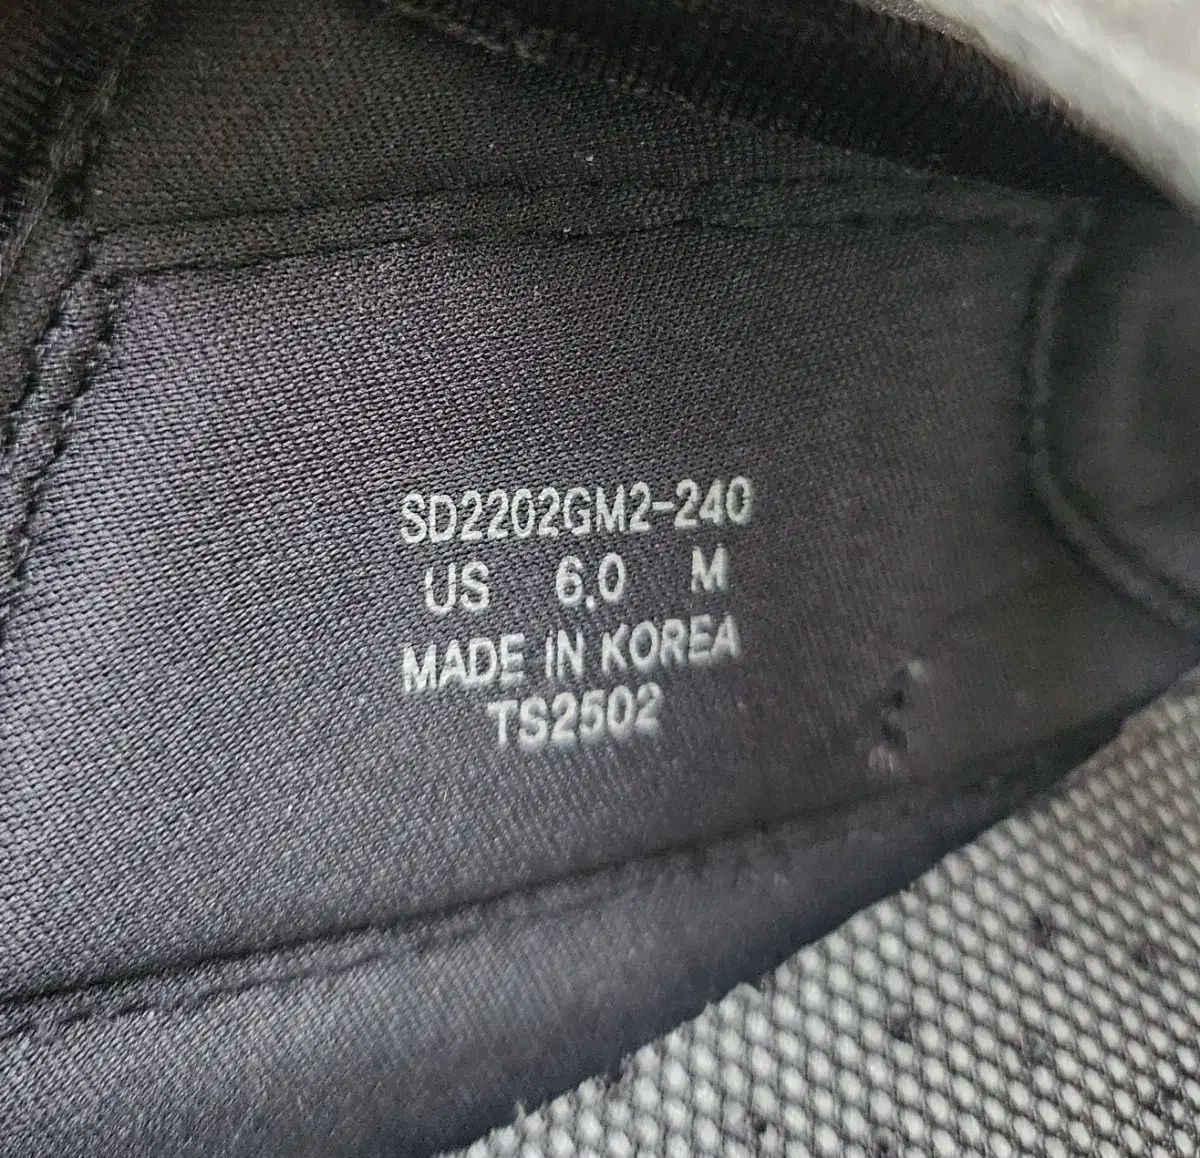 SD2202GM2-240
US 6.0 M
MADE IN KOREA
TS2502